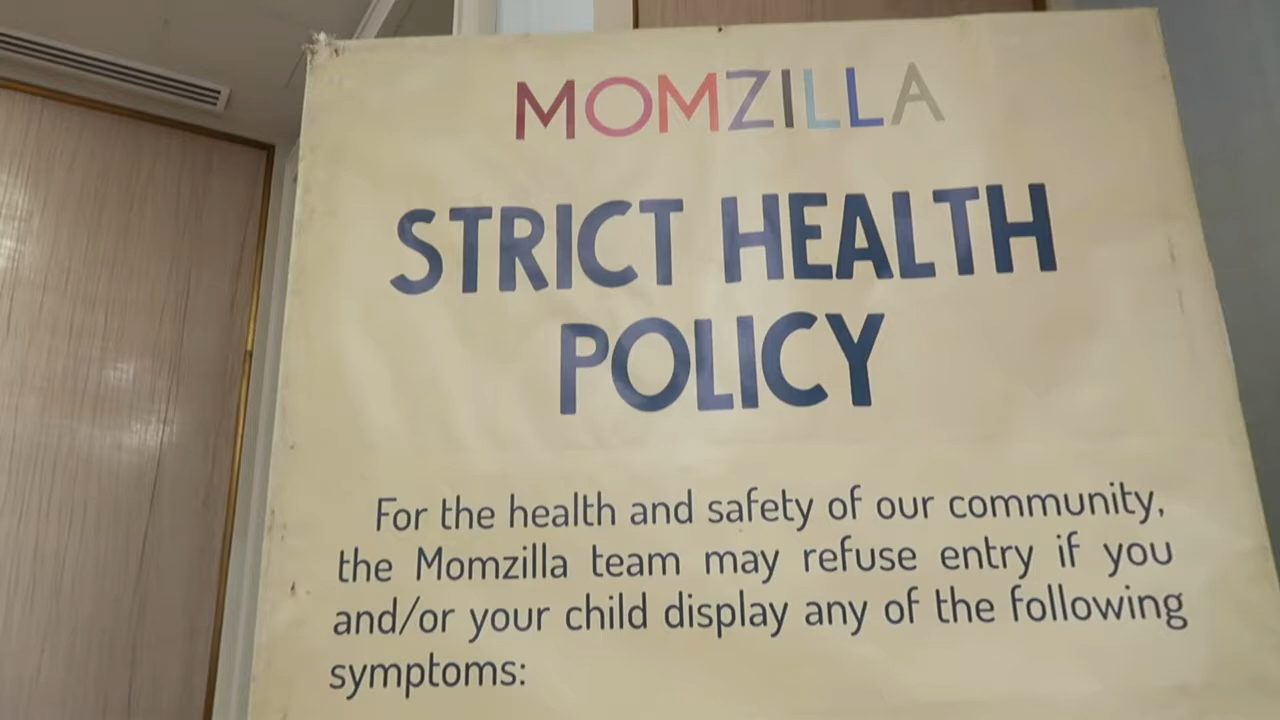 MOMZILLA
STRICT HEALTH
POLICY
For the health and safety of our community,
the Momzilla team may refuse entry if you
and/or your child display any of the following
symptoms: